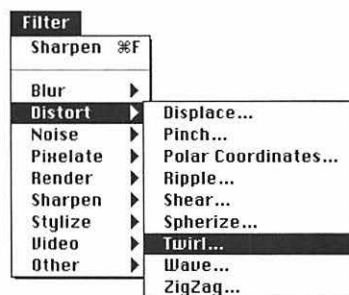 Filter
Sharpen ⌘F
Blur
Distort
Noise
Pixelate
Render
Sharpen
Stylize
Video
Other
Displace...
Pinch...
Polar Coordinates...
Ripple...
Shear...
Spherize...
Twirl...
Wave...
ZigZag...